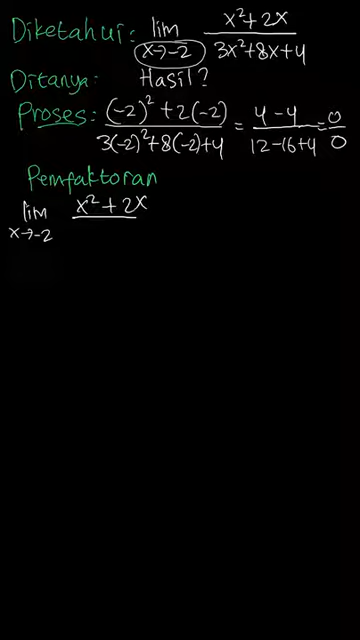 Diketahui: lim x→-2 (x²+2x)/(3x²+8x+4)
Ditanya: Hasil?
Proses: ((-2)²+2(-2))/(3(-2)²+8(-2)+4) = (4-4)/(12-16+4) = 0/0
Pemfaktoran
lim x→-2 x²+2x